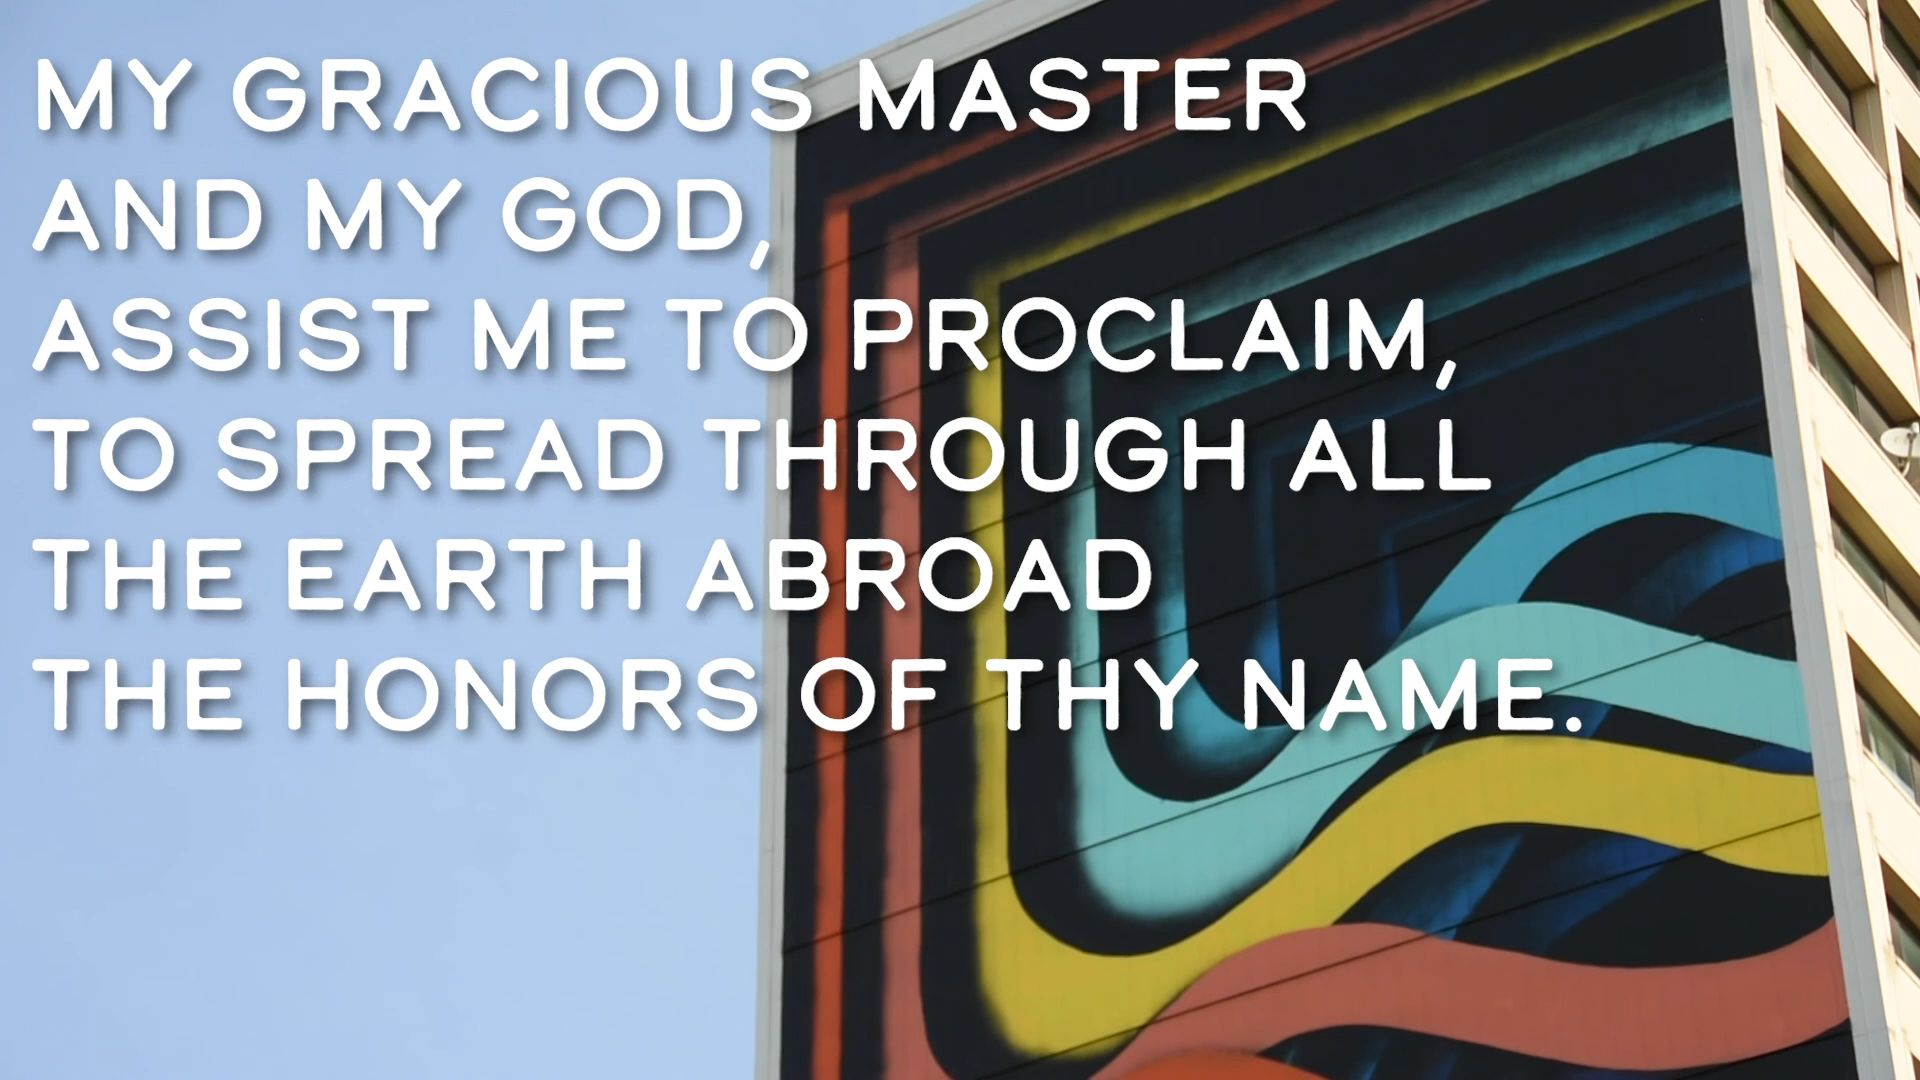 MY GRACIOUS MASTER
AND MY GOD,
ASSIST ME TO PROCLAIM,
TO SPREAD THROUGH ALL
THE EARTH ABROAD
THE HONORS OF THY NAME.